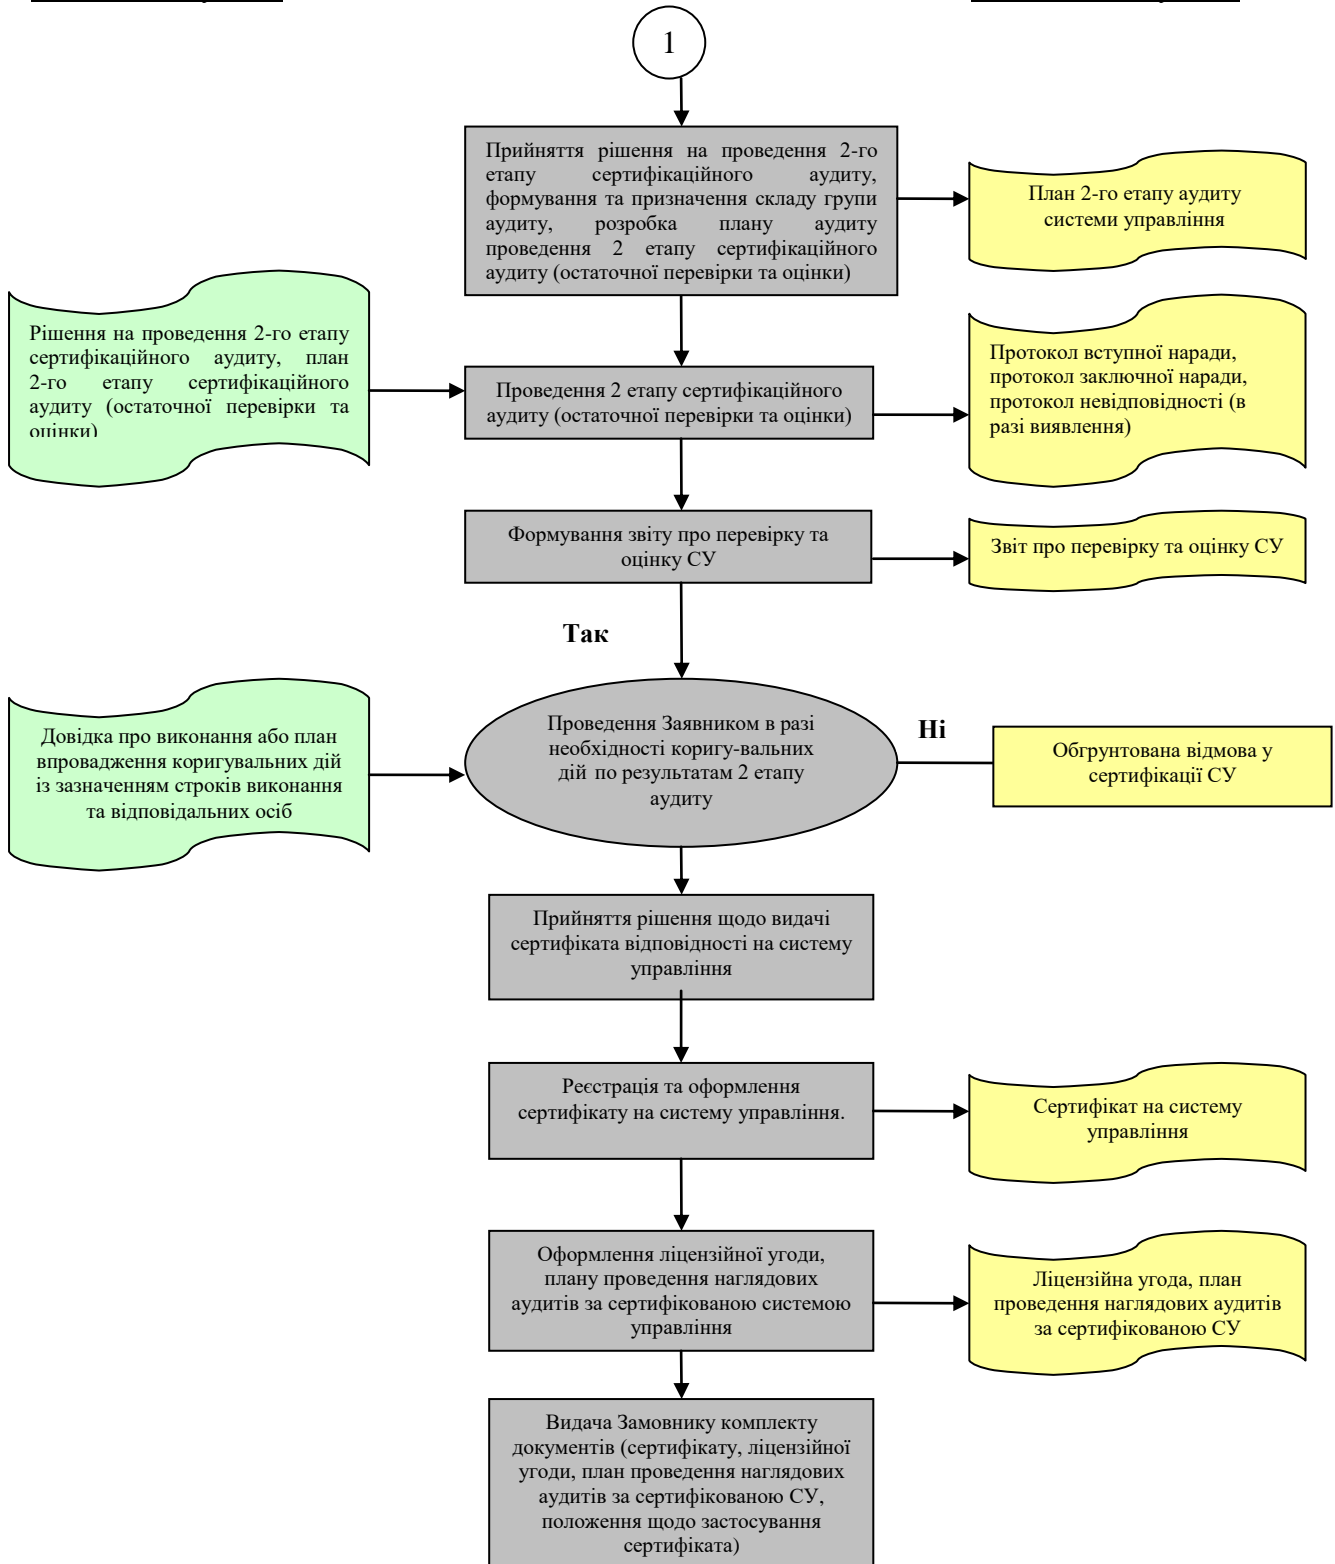 1
Прийняття рішення на проведення 2-го
етапу сертифікаційного аудиту,
формування та призначення складу групи
аудиту, розробка плану аудиту
проведення 2 етапу сертифікаційного
аудиту (остаточної перевірки та оцінки)
План 2-го етапу аудиту
системи управління
Рішення на проведення 2-го етапу
сертифікаційного аудиту, план
2-го етапу сертифікаційного
аудиту (остаточної перевірки та
оцінки)
Проведення 2 етапу сертифікаційного
аудиту (остаточної перевірки та оцінки)
Протокол вступної наради,
протокол заключної наради,
протокол невідповідності (в
разі виявлення)
Формування звіту про перевірку та
оцінку СУ
Звіт про перевірку та оцінку СУ
Так
Довідка про виконання або план
впровадження коригувальних дій
із зазначенням строків виконання
та відповідальних осіб
Проведення Заявником в разі
необхідності коригу-вальних
дій по результатам 2 етапу
аудиту
Ні
Обгрунтована відмова у
сертифікації СУ
Прийняття рішення щодо видачі
сертифіката відповідності на систему
управління
Реєстрація та оформлення
сертифікату на систему управління.
Сертифікат на систему
управління
Оформлення ліцензійної угоди,
плану проведення наглядових
аудитів за сертифікованою системою
управління
Ліцензійна угода, план
проведення наглядових аудитів
за сертифікованою СУ
Видача Замовнику комплекту
документів (сертифікату, ліцензійної
угоди, план проведення наглядових
аудитів за сертифікованою СУ,
положення щодо застосування
сертифіката)